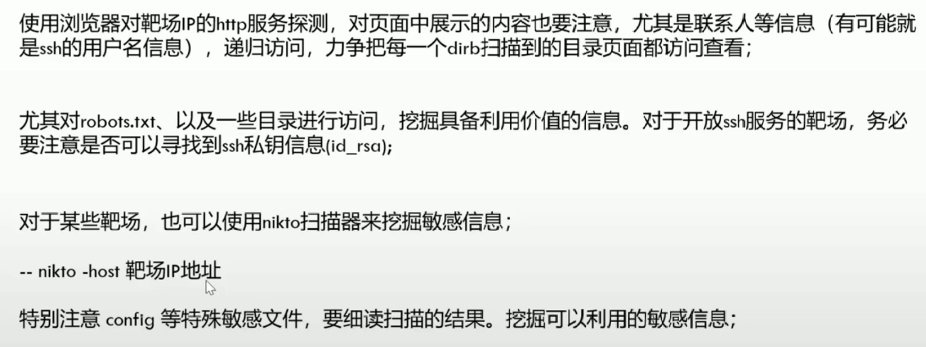 使用浏览器对靶场IP的http服务探测，对页面中展示的内容也要注意，尤其是联系人等信息（有可能就
是ssh的用户名信息），递归访问，力争把每一个dirb扫描到的目录页面都访问查看；
尤其对robots.txt、以及一些目录进行访问，挖掘具备利用价值的信息。对于开放ssh服务的靶场，务必
要注意是否可以寻找到ssh私钥信息(id_rsa);
对于某些靶场，也可以使用nikto扫描器来挖掘敏感信息；
-- nikto -host 靶场IP地址
特别注意 config 等特殊敏感文件，要细读扫描的结果。挖掘可以利用的敏感信息；